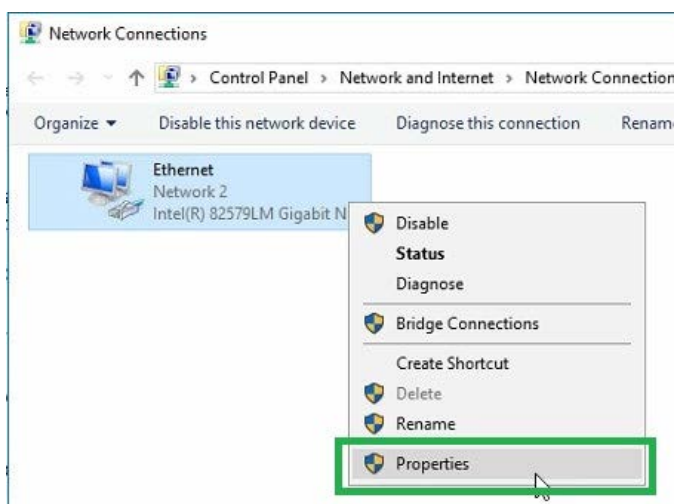 Network Connections
Control Panel > Network and Internet > Network Connection
Organize Disable this network device Diagnose this connection Renam
Ethernet
Network 2
Intel(R) 82579LM Gigabit N
Disable
Status
Diagnose
Bridge Connections
Create Shortcut
Delete
Rename
Properties